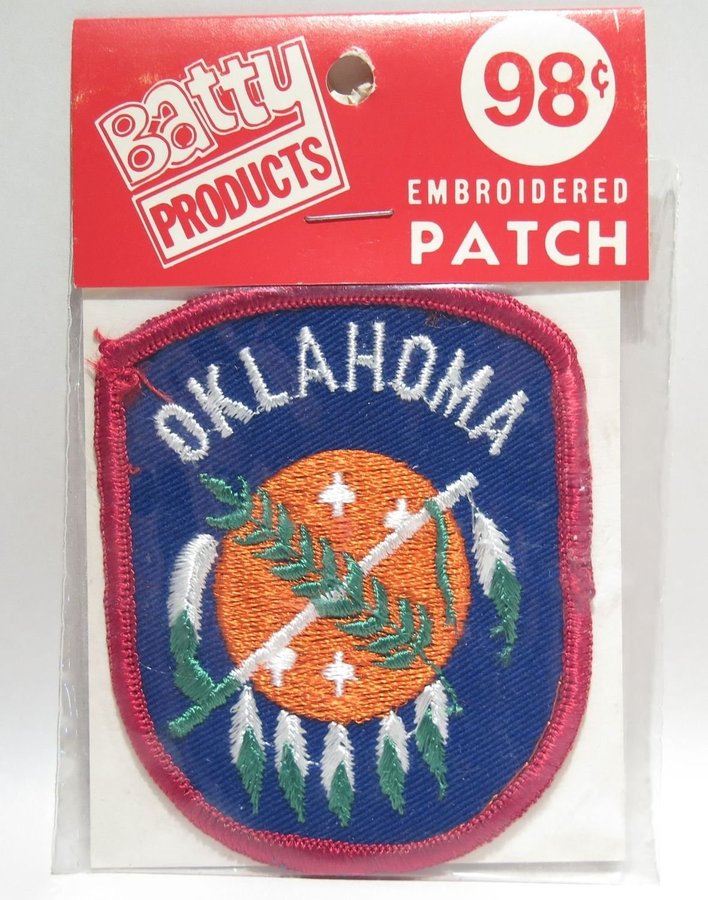 Batty
PRODUCTS
98¢
EMBROIDERED
PATCH
OKLAHOMA